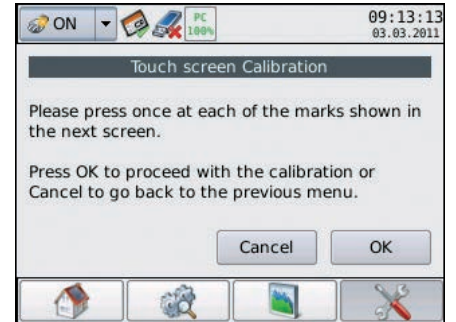 ON
PC
100%
09:13:13
03.03.2011
Touch screen Calibration
Please press once at each of the marks shown in
the next screen.
Press OK to proceed with the calibration or
Cancel to go back to the previous menu.
Cancel OK